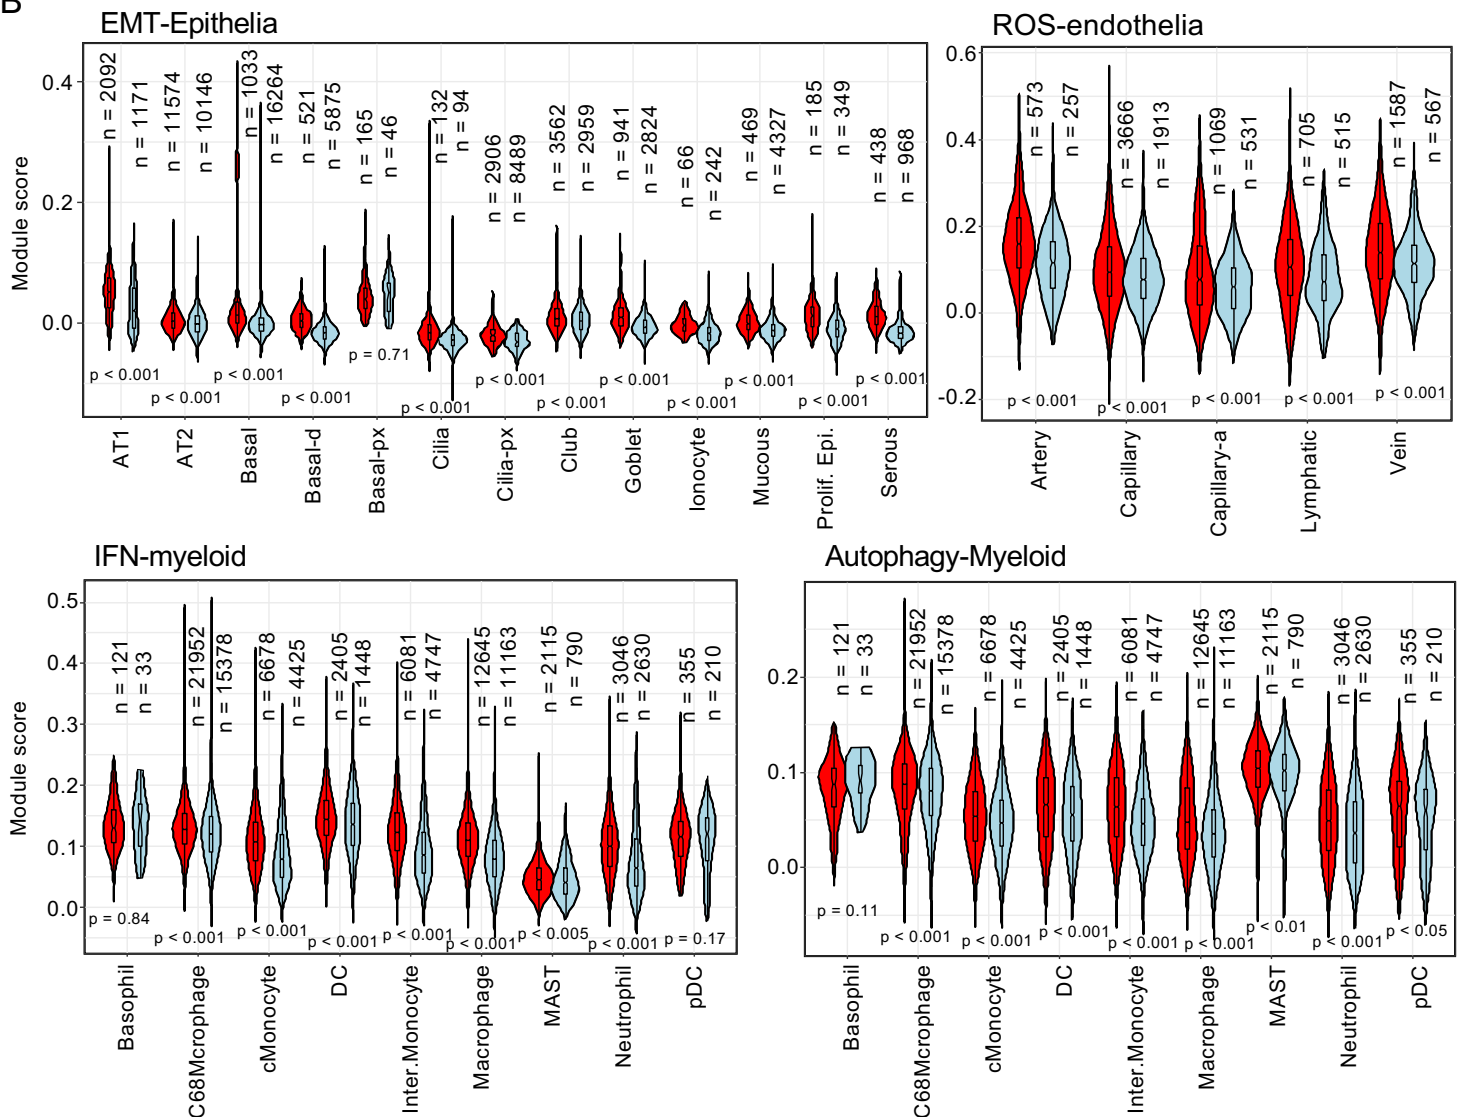 B
EMT-Epithelia
Module score
0.4
0.2
0.0
n = 2092
n = 1171
n = 11574
n = 10146
n = 1033
n = 16264
n = 521
n = 5875
n = 165
n = 46
n = 132
n = 94
n = 2906
n = 8489
n = 3562
n = 2959
n = 941
n = 2824
n = 66
n = 242
n = 469
n = 4327
n = 185
n = 349
n = 438
n = 968
p < 0.001
p < 0.001
p < 0.001
p < 0.001
p = 0.71
p < 0.001
p < 0.001
p < 0.001
p < 0.001
p < 0.001
p < 0.001
p < 0.001
p < 0.001
AT1
AT2
Basal
Basal-d
Basal-px
Cilia
Cilia-px
Club
Goblet
Ionocyte
Mucous
Prolif. Epi.
Serous
ROS-endothelia
0.6
0.4
0.2
0.0
-0.2
n = 573
n = 257
n = 3666
n = 1913
n = 1069
n = 531
n = 705
n = 515
n = 1587
n = 567
p < 0.001
p < 0.001
p < 0.001
p < 0.001
p < 0.001
Artery
Capillary
Capillary-a
Lymphatic
Vein
IFN-myeloid
Module score
0.5
0.4
0.3
0.2
0.1
0.0
n = 121
n = 33
n = 21952
n = 15378
n = 6678
n = 4425
n = 2405
n = 1448
n = 6081
n = 4747
n = 12645
n = 11163
n = 2115
n = 790
n = 3046
n = 2630
n = 355
n = 210
p = 0.84
p < 0.001
p < 0.001
p < 0.001
p < 0.001
p < 0.001
p < 0.005
p < 0.001
p = 0.17
Basophil
C68Mcrophage
cMonocyte
DC
Inter.Monocyte
Macrophage
MAST
Neutrophil
pDC
Autophagy-Myeloid
0.2
0.1
0.0
n = 121
n = 33
n = 21952
n = 15378
n = 6678
n = 4425
n = 2405
n = 1448
n = 6081
n = 4747
n = 12645
n = 11163
n = 2115
n = 790
n = 3046
n = 2630
n = 355
n = 210
p = 0.11
p < 0.001
p < 0.001
p < 0.001
p < 0.001
p < 0.001
p < 0.01
p < 0.001
p < 0.05
Basophil
C68Mcrophage
cMonocyte
DC
Inter.Monocyte
Macrophage
MAST
Neutrophil
pDC